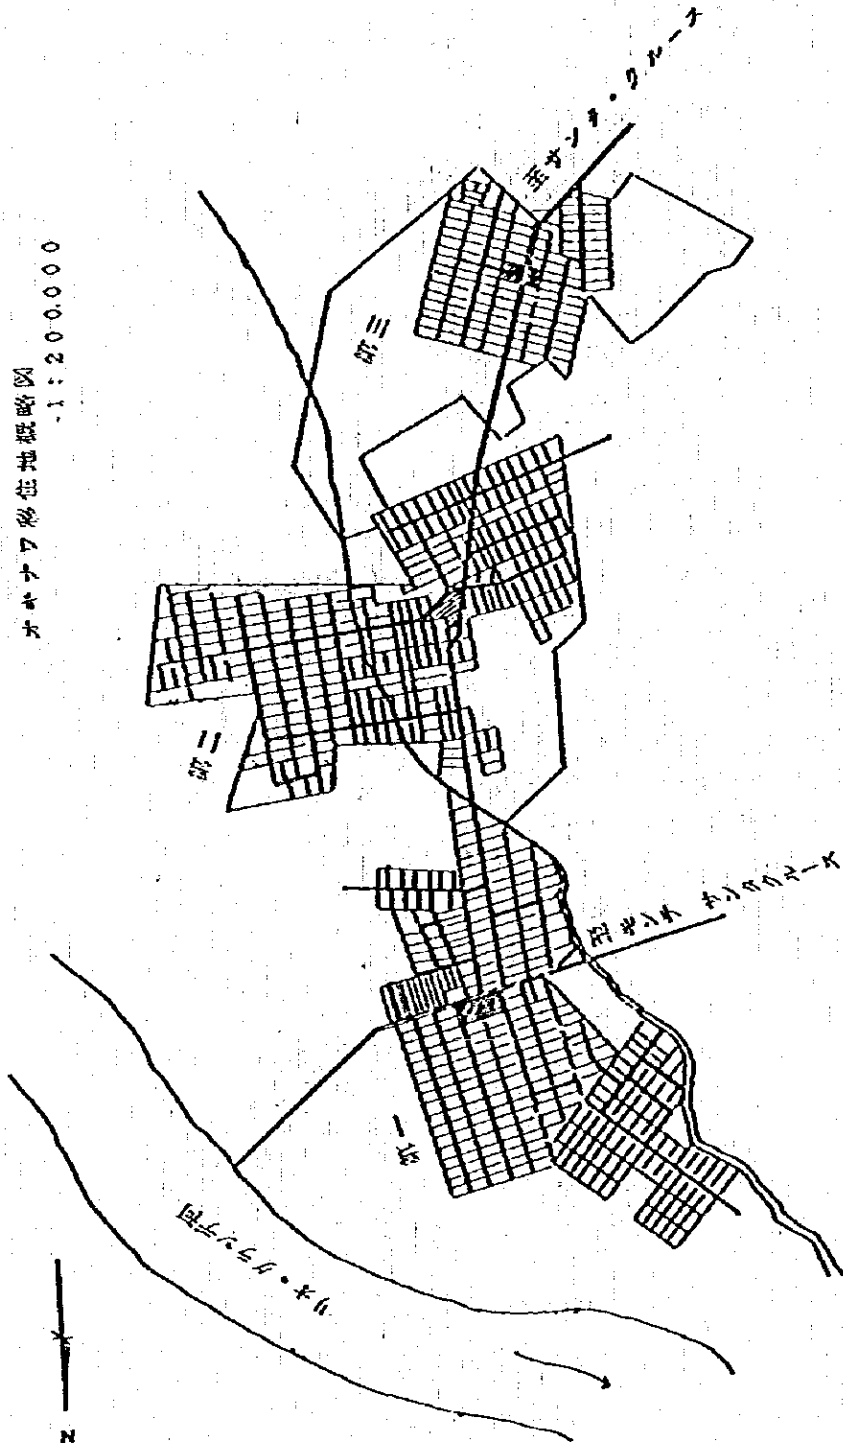 オキナワ移住地概略図
1:200.000
至サンタ・クルース
第三
第二
第一
リオ・グランデ河
N